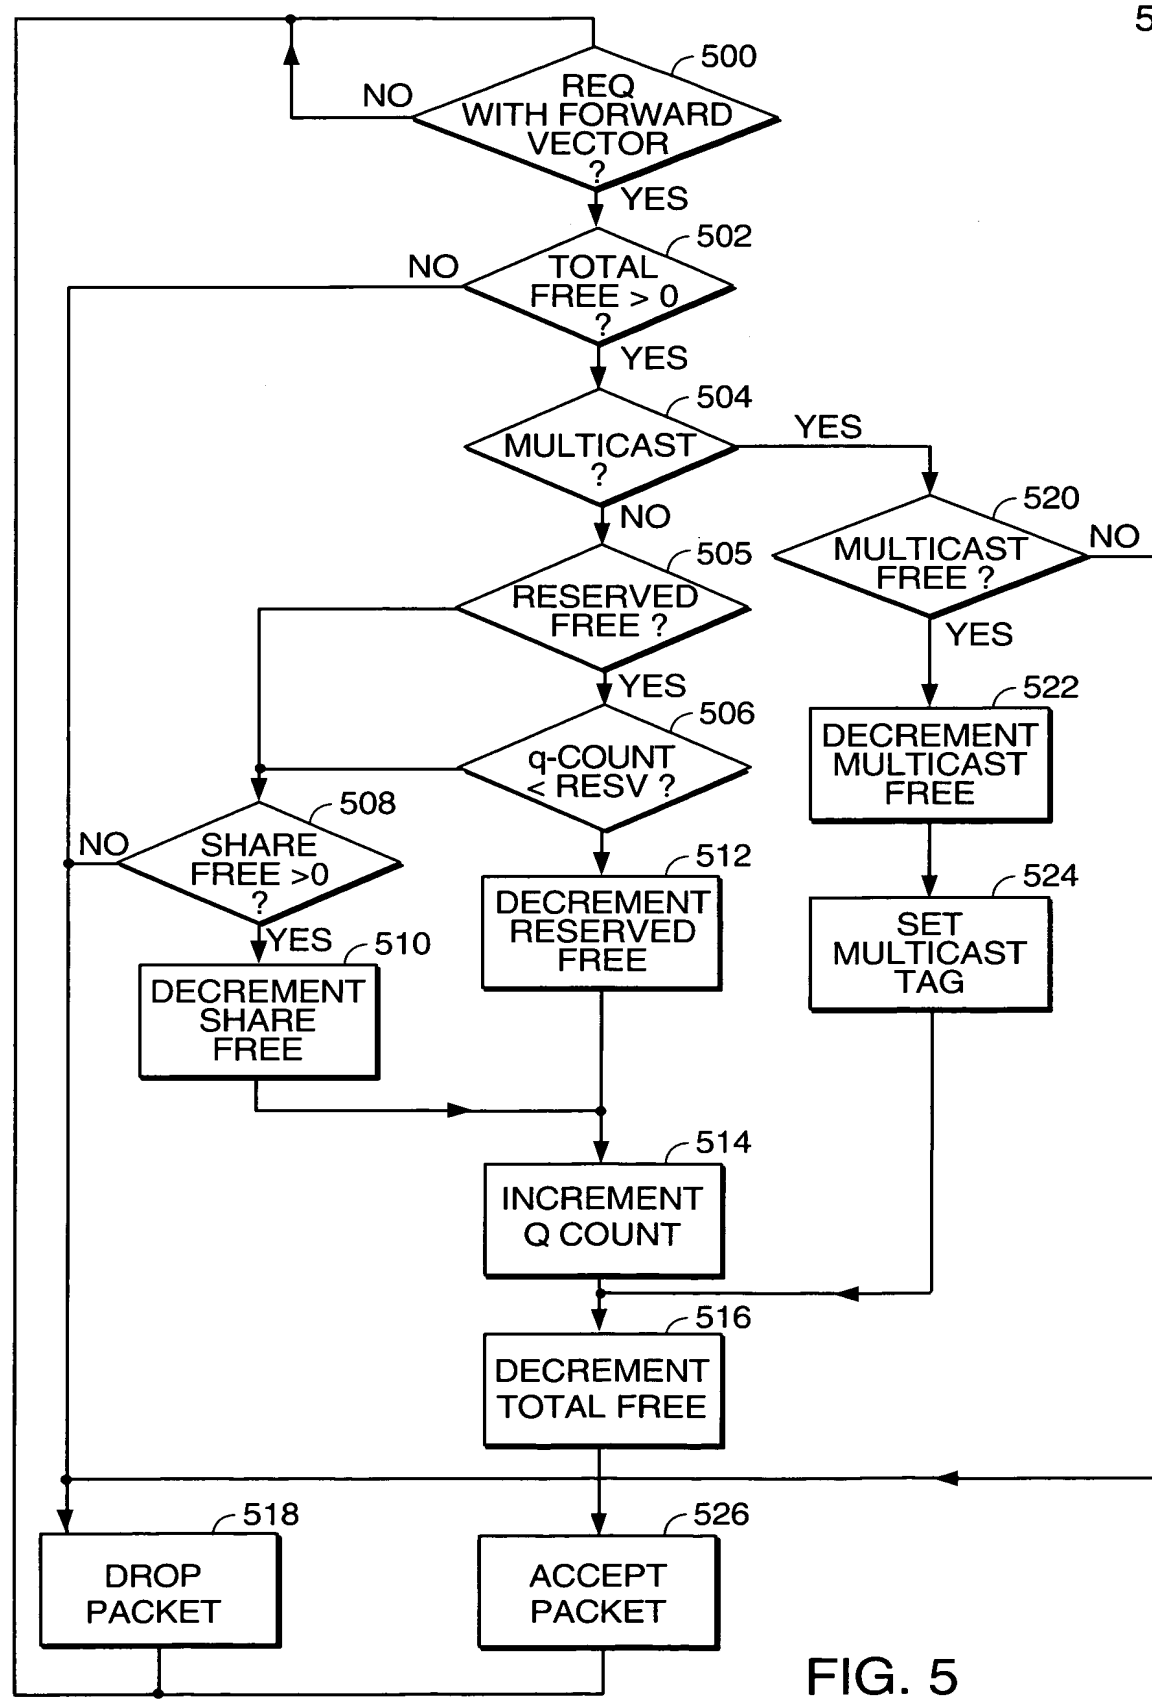 5
500
REQ
WITH FORWARD
VECTOR
?
NO
YES
502
TOTAL
FREE > 0
?
NO
YES
504
MULTICAST
?
YES
NO
520
MULTICAST
FREE ?
NO
YES
505
RESERVED
FREE ?
YES
506
q-COUNT
< RESV ?
522
DECREMENT
MULTICAST
FREE
508
SHARE
FREE >0
?
NO
YES
512
DECREMENT
RESERVED
FREE
524
SET
MULTICAST
TAG
510
DECREMENT
SHARE
FREE
514
INCREMENT
Q COUNT
516
DECREMENT
TOTAL FREE
518
DROP
PACKET
526
ACCEPT
PACKET
FIG. 5